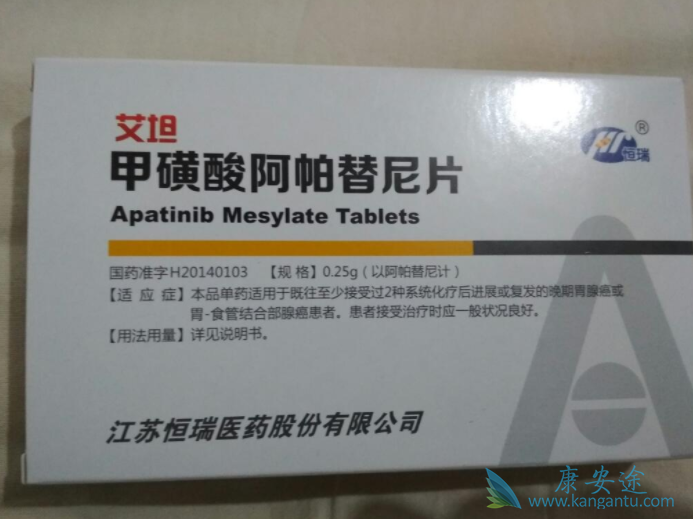 艾坦
®
恒瑞
甲磺酸阿帕替尼片
Apatinib Mesylate Tablets
国药准字H20140103 【规 格】0.25g（以阿帕替尼计）
【适 应 症】本品单药适用于既往至少接受过2种系统化疗后进展或复发的晚期胃腺癌或
胃-食管结合部腺癌患者。患者接受治疗时应一般状况良好。
【用法用量】详见说明书。
江苏恒瑞医药股份有限公司
康安途
www.kangantu.com